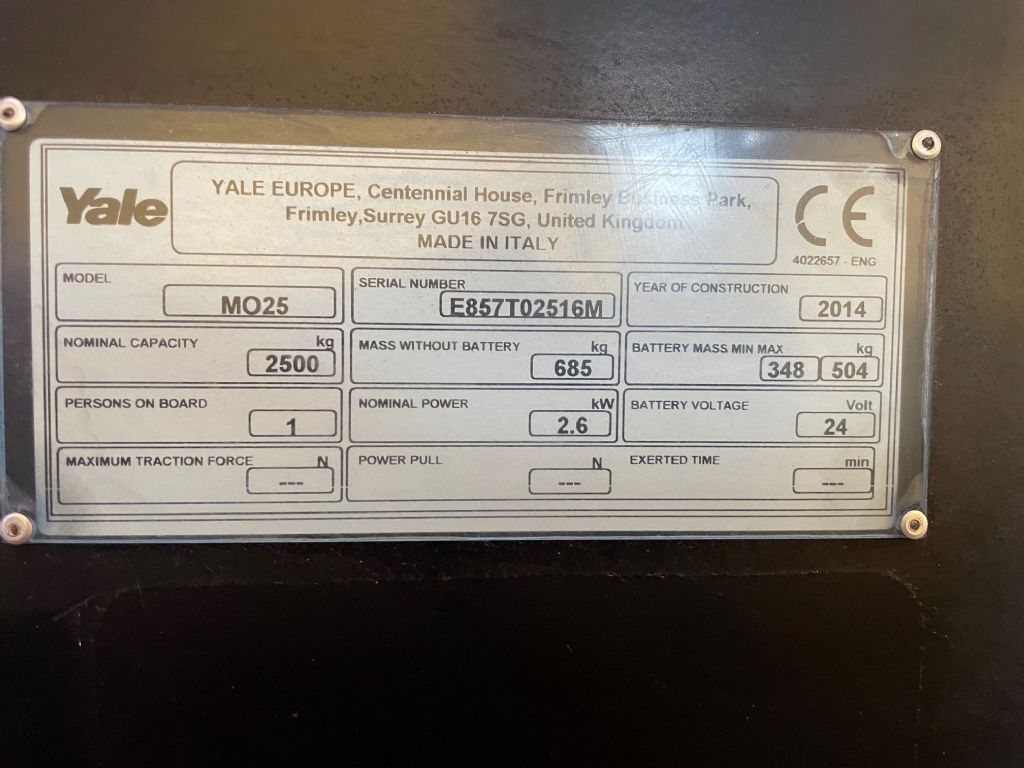 Yale
YALE EUROPE, Centennial House, Frimley Business Park,
Frimley,Surrey GU16 7SG, United Kingdom
MADE IN ITALY
CE
4022657 - ENG
MODEL
MO25
SERIAL NUMBER
E857T02516M
YEAR OF CONSTRUCTION
2014
NOMINAL CAPACITY kg
2500
MASS WITHOUT BATTERY kg
685
BATTERY MASS MIN MAX kg
348 504
PERSONS ON BOARD
1
NOMINAL POWER kW
2.6
BATTERY VOLTAGE Volt
24
MAXIMUM TRACTION FORCE N
---
POWER PULL N
---
EXERTED TIME min
---